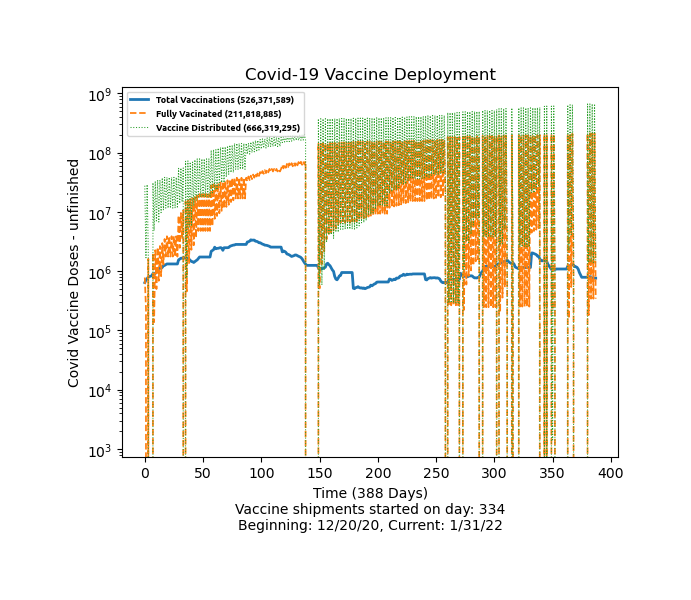 Covid-19 Vaccine Deployment
Total Vaccinations (526,371,589)
Fully Vacinated (211,818,885)
Vaccine Distributed (666,319,295)
Covid Vaccine Doses - unfinished
10⁹
10⁸
10⁷
10⁶
10⁵
10⁴
10³
0 50 100 150 200 250 300 350 400
Time (388 Days)
Vaccine shipments started on day: 334
Beginning: 12/20/20, Current: 1/31/22